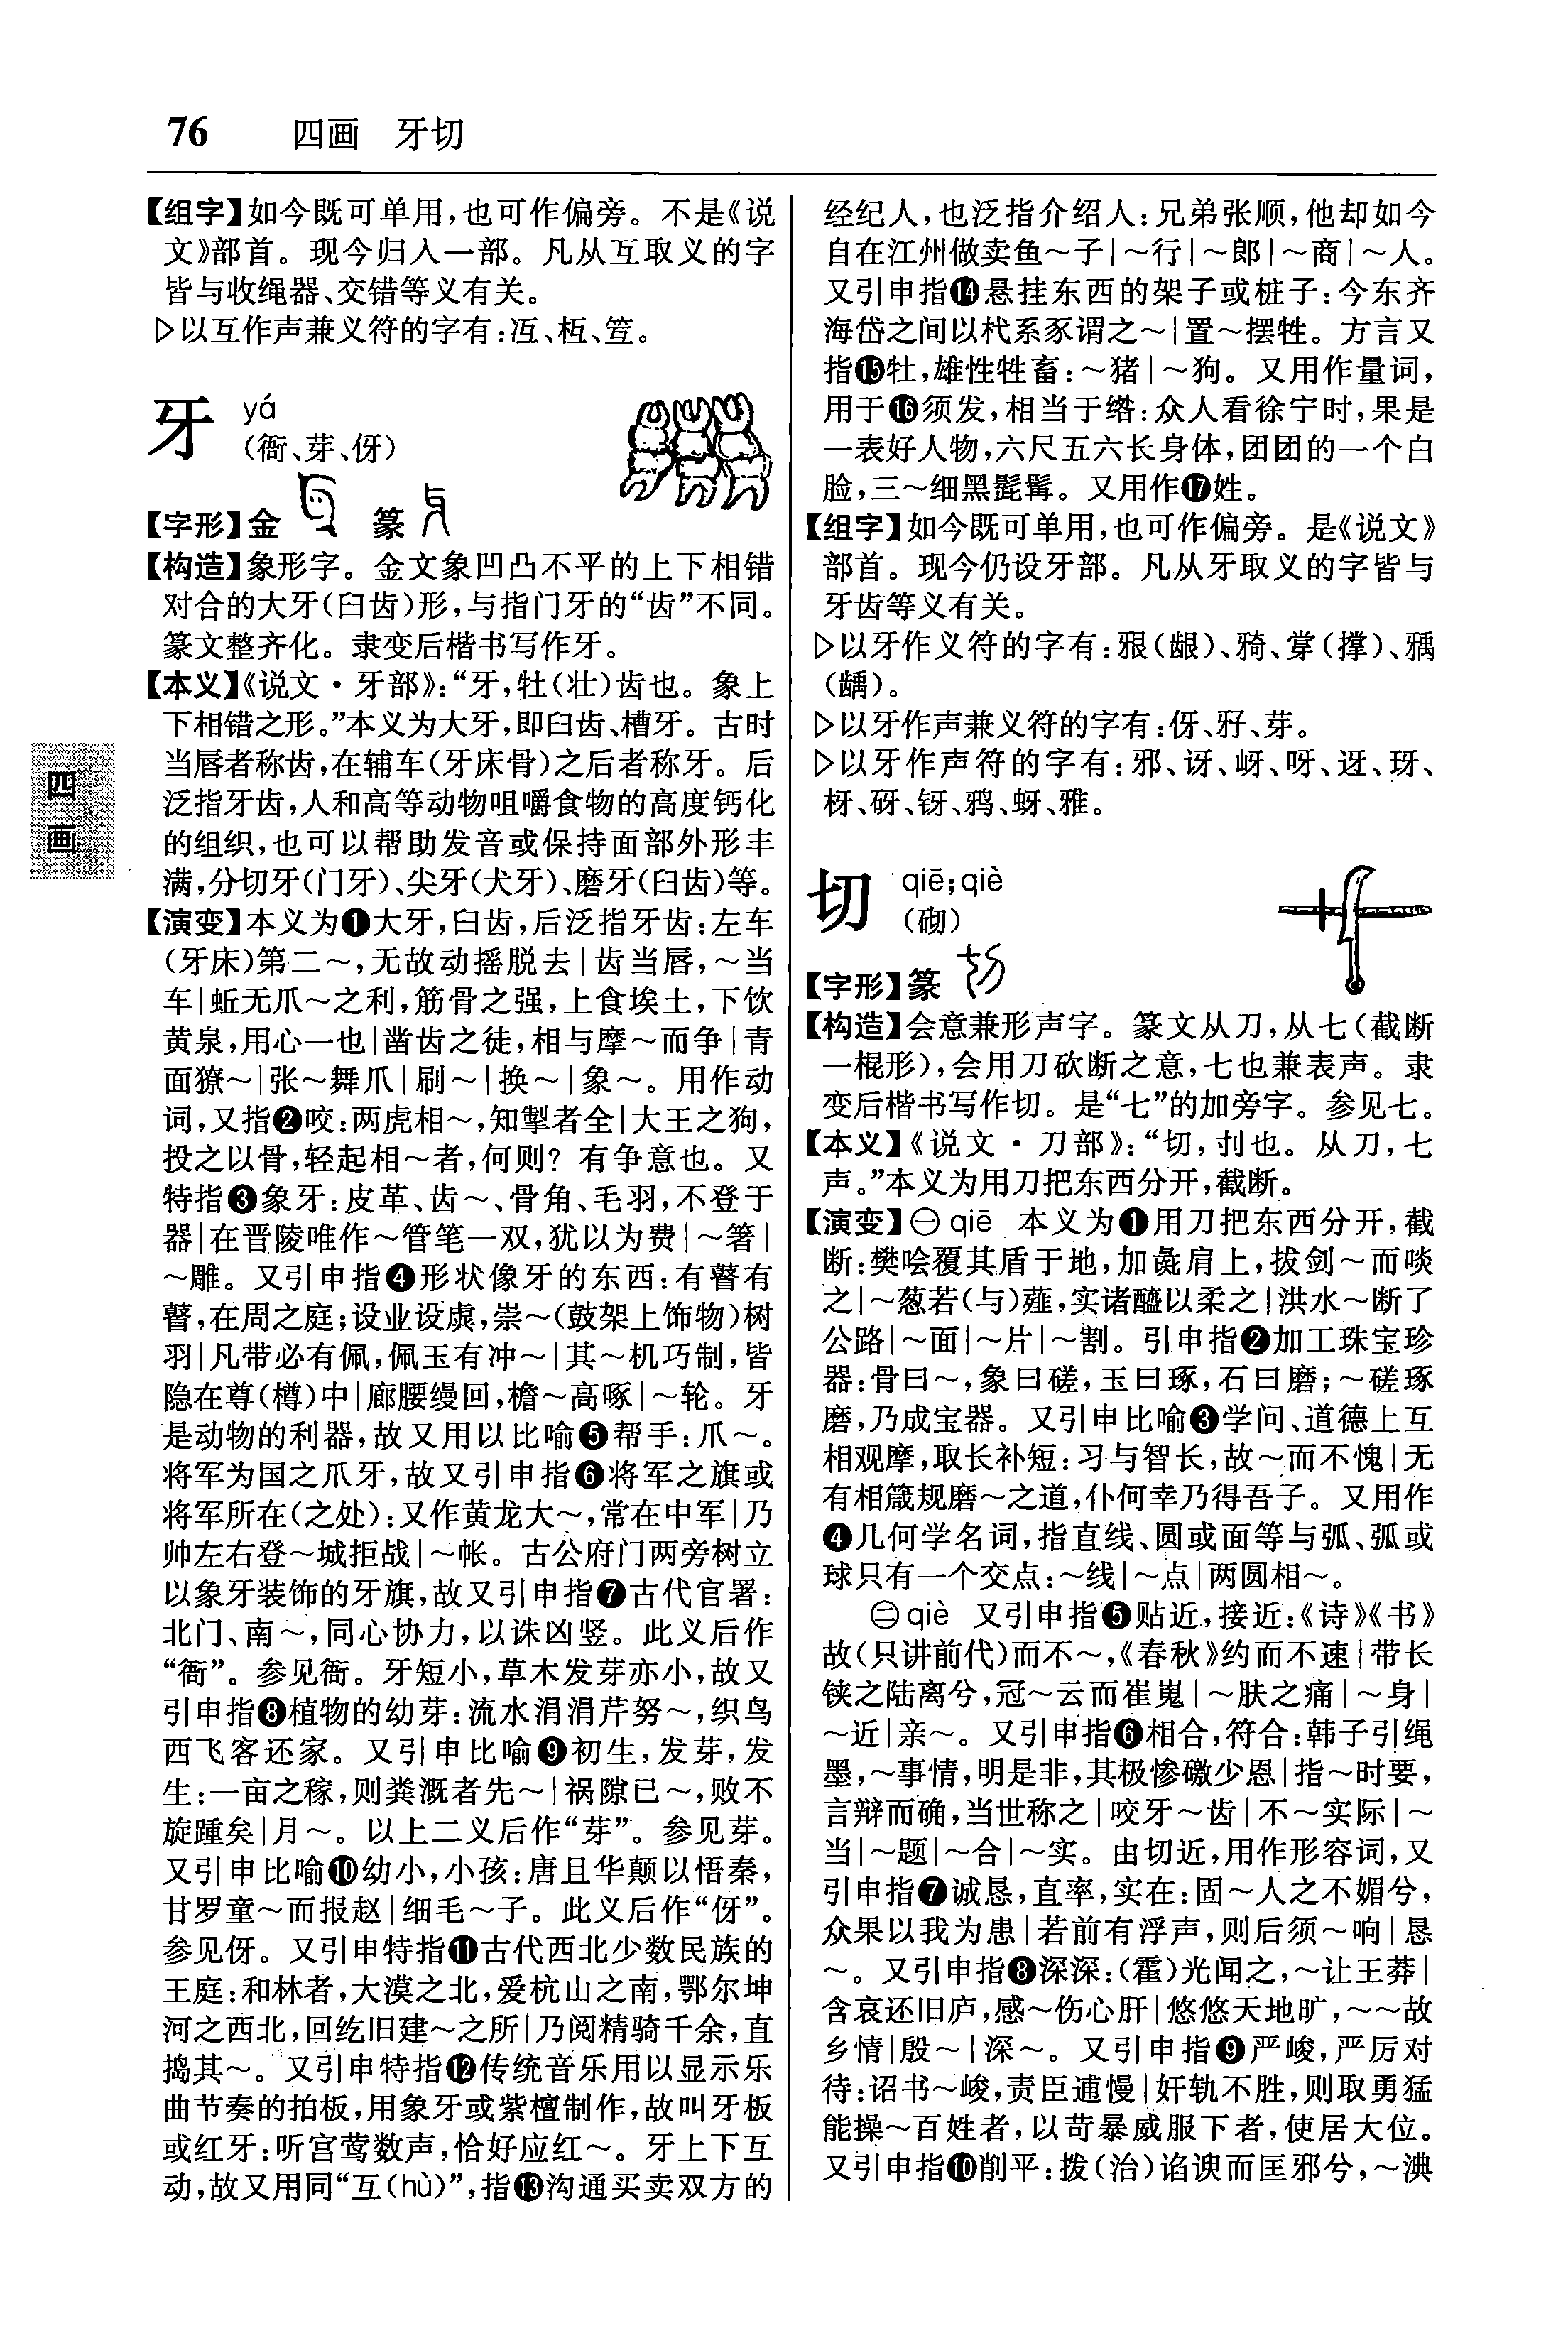 76 四画 牙切
【组字】如今既可单用，也可作偏旁。不是《说
文》部首。现今归入一部。凡从互取义的字
皆与收绳器、交错等义有关。
▷以互作声兼义符的字有：冱、枑、笠。
牙 yá
（衙、芽、伢）
【字形】金 篆
【构造】象形字。金文象凹凸不平的上下相错
对合的大牙（臼齿）形，与指门牙的“齿”不同。
篆文整齐化。隶变后楷书写作牙。
【本义】《说文·牙部》：“牙，牡（壮）齿也。象上
下相错之形。”本义为大牙，即臼齿、槽牙。古时
当唇者称齿，在辅车（牙床骨）之后者称牙。后
泛指牙齿，人和高等动物咀嚼食物的高度钙化
的组织，也可以帮助发音或保持面部外形丰
满，分切牙（门牙）、尖牙（犬牙）、磨牙（臼齿）等。
【演变】本义为❶大牙，臼齿，后泛指牙齿：左车
（牙床）第二～，无故动摇脱去|齿当唇，～当
车|蚯无爪～之利，筋骨之强，上食埃土，下饮
黄泉，用心一也|凿齿之徒，相与摩～而争|青
面獠～|张～舞爪|刷～|换～|象～。用作动
词，又指❷咬：两虎相～，知掣者全|大王之狗，
投之以骨，轻起相～者，何则？有争意也。又
特指❸象牙：皮革、齿～、骨角、毛羽，不登于
器|在晋陵唯作～管笔一双，犹以为费|～箸|
～雕。又引申指❹形状像牙的东西：有瞽有
瞽，在周之庭；设业设虡，崇～（鼓架上饰物）树
羽|凡带必有佩，佩玉有冲～|其～机巧制，皆
隐在尊（樽）中|廊腰缦回，檐～高啄|～轮。牙
是动物的利器，故又用以比喻❺帮手：爪～。
将军为国之爪牙，故又引申指❻将军之旗或
将军所在（之处）：又作黄龙大～，常在中军|乃
帅左右登～城拒战|～帐。古公府门两旁树立
以象牙装饰的牙旗，故又引申指❼古代官署：
北门、南～，同心协力，以诛凶竖。此义后作
“衙”。参见衙。牙短小，草木发芽亦小，故又
引申指❽植物的幼芽：流水涓涓芹努～，织鸟
西飞客还家。又引申比喻❾初生，发芽，发
生：一亩之稼，则粪溉者先～|祸隙已～，败不
旋踵矣|月～。以上二义后作“芽”。参见芽。
又引申比喻❿幼小，小孩：唐且华颠以悟秦，
甘罗童～而报赵|细毛～子。此义后作“伢”。
参见伢。又引申特指⓫古代西北少数民族的
王庭：和林者，大漠之北，爰杭山之南，鄂尔坤
河之西北，回纥旧建～之所|乃阅精骑千余，直
捣其～。又引申特指⓬传统音乐用以显示乐
曲节奏的拍板，用象牙或紫檀制作，故叫牙板
或红牙：听宫莺数声，恰好应红～。牙上下互
动，故又用同“互（hù）”，指⓭沟通买卖双方的
经纪人，也泛指介绍人：兄弟张顺，他却如今
自在江州做卖鱼～子|～行|～郎|～商|～人。
又引申指⓮悬挂东西的架子或桩子：今东齐
海岱之间以杙系豕谓之～|置～摆牲。方言又
指⓯牡，雄性牲畜：～猪|～狗。又用作量词，
用于⓰须发，相当于绺：众人看徐宁时，果是
一表好人物，六尺五六长身体，团团的一个白
脸，三～细黑髭髯。又用作⓱姓。
【组字】如今既可单用，也可作偏旁。是《说文》
部首。现今仍设牙部。凡从牙取义的字皆与
牙齿等义有关。
▷以牙作义符的字有：（龈）、、掌（撑）、
（龋）。
▷以牙作声兼义符的字有：伢、犽、芽。
▷以牙作声符的字有：邪、讶、岈、呀、迓、玡、
枒、砑、钘、鸦、蚜、雅。
切 qiē；qiè
（砌）
【字形】篆
【构造】会意兼形声字。篆文从刀，从七（截断
一棍形），会用刀砍断之意，七也兼表声。隶
变后楷书写作切。是“七”的加旁字。参见七。
【本义】《说文·刀部》：“切，刌也。从刀，七
声。”本义为用刀把东西分开，截断。
【演变】㊀qiē 本义为❶用刀把东西分开，截
断：樊哙覆其盾于地，加彘肩上，拔剑～而啖
之|～葱若（与）薤，实诸醯以柔之|洪水～断了
公路|～面|～片|～割。引申指❷加工珠宝珍
器：骨曰～，象曰磋，玉曰琢，石曰磨；～磋琢
磨，乃成宝器。又引申比喻❸学问、道德上互
相观摩，取长补短：习与智长，故～而不愧|无
有相箴规磨～之道，仆何幸乃得吾子。又用作
❹几何学名词，指直线、圆或面等与弧、弧或
球只有一个交点：～线|～点|两圆相～。
㊁qiè 又引申指❺贴近，接近：《诗》《书》
故（只讲前代）而不～，《春秋》约而不速|带长
铗之陆离兮，冠～云而崔嵬|～肤之痛|～身|
～近|亲～。又引申指❻相合，符合：韩子引绳
墨，～事情，明是非，其极惨礉少恩|指～时要，
言辩而确，当世称之|咬牙～齿|不～实际|～
当|～题|～合|～实。由切近，用作形容词，又
引申指❼诚恳，直率，实在：固～人之不媚兮，
众果以我为患|若前有浮声，则后须～响|恳
～。又引申指❽深深：（霍）光闻之，～让王莽|
含哀还旧庐，感～伤心肝|悠悠天地旷，～～故
乡情|殷～|深～。又引申指❾严峻，严厉对
待：诏书～峻，责臣逋慢|奸轨不胜，则取勇猛
能操～百姓者，以苛暴威服下者，使居大位。
又引申指❿削平：拨（治）谄谀而匡邪兮，～淟
四
画